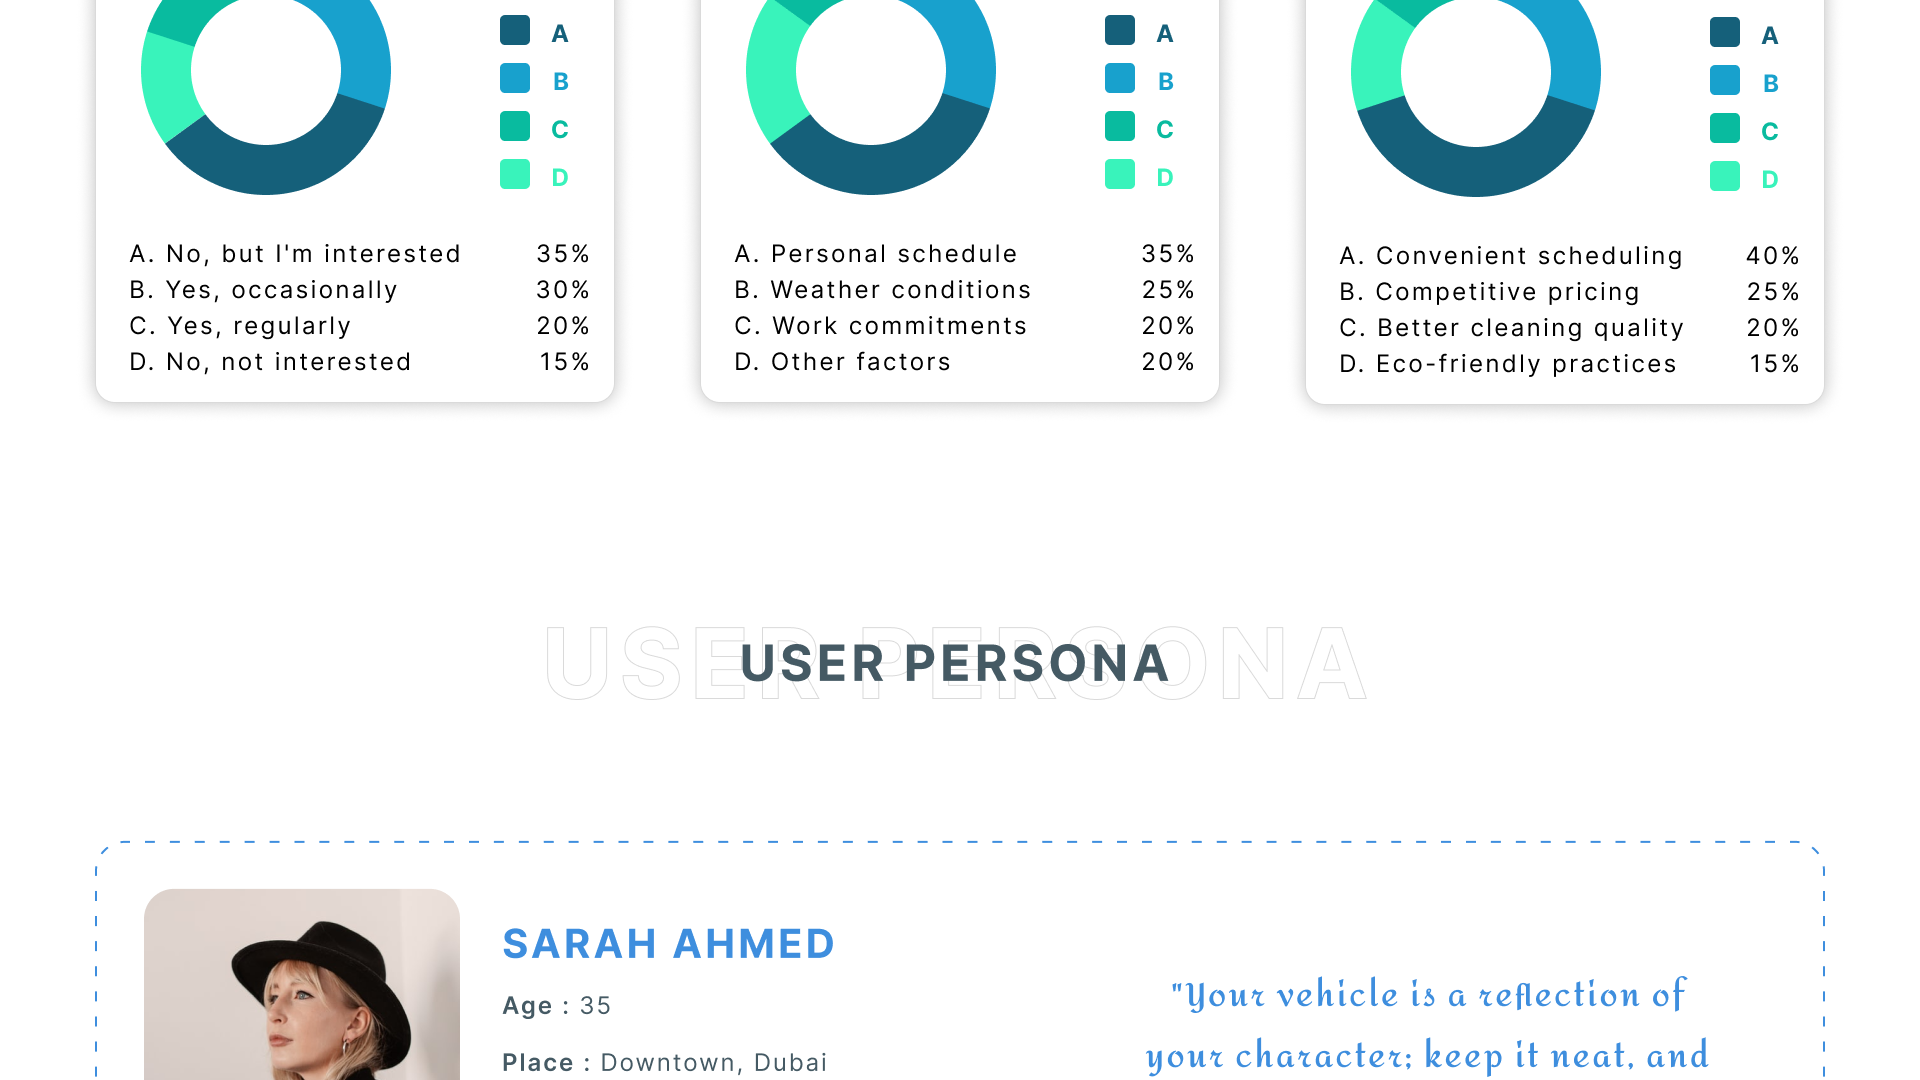 A
B
C
D
A. No, but I'm interested 35%
B. Yes, occasionally 30%
C. Yes, regularly 20%
D. No, not interested 15%
A
B
C
D
A. Personal schedule 35%
B. Weather conditions 25%
C. Work commitments 20%
D. Other factors 20%
A
B
C
D
A. Convenient scheduling 40%
B. Competitive pricing 25%
C. Better cleaning quality 20%
D. Eco-friendly practices 15%
USER PERSONA
USER PERSONA
SARAH AHMED
Age : 35
Place : Downtown, Dubai
"Your vehicle is a reflection of
your character; keep it neat, and